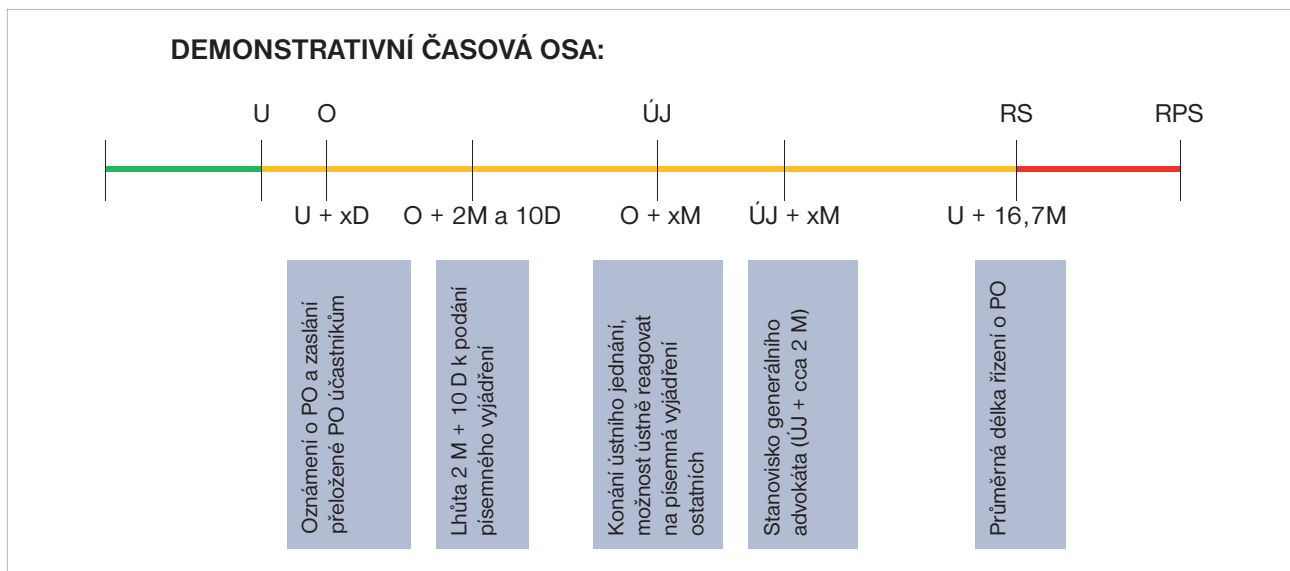 DEMONSTRATIVNÍ ČASOVÁ OSA:
U O ÚJ RS RPS
U + xD O + 2M a 10D O + xM ÚJ + xM U + 16,7M
Oznámení o PO a zaslání
přeložené PO účastníkům
Lhůta 2 M + 10 D k podání
písemného vyjádření
Konání ústního jednání,
možnost ústně reagovat
na písemná vyjádření
ostatních
Stanovisko generálního
advokáta (ÚJ + cca 2 M)
Průměrná délka řízení o PO